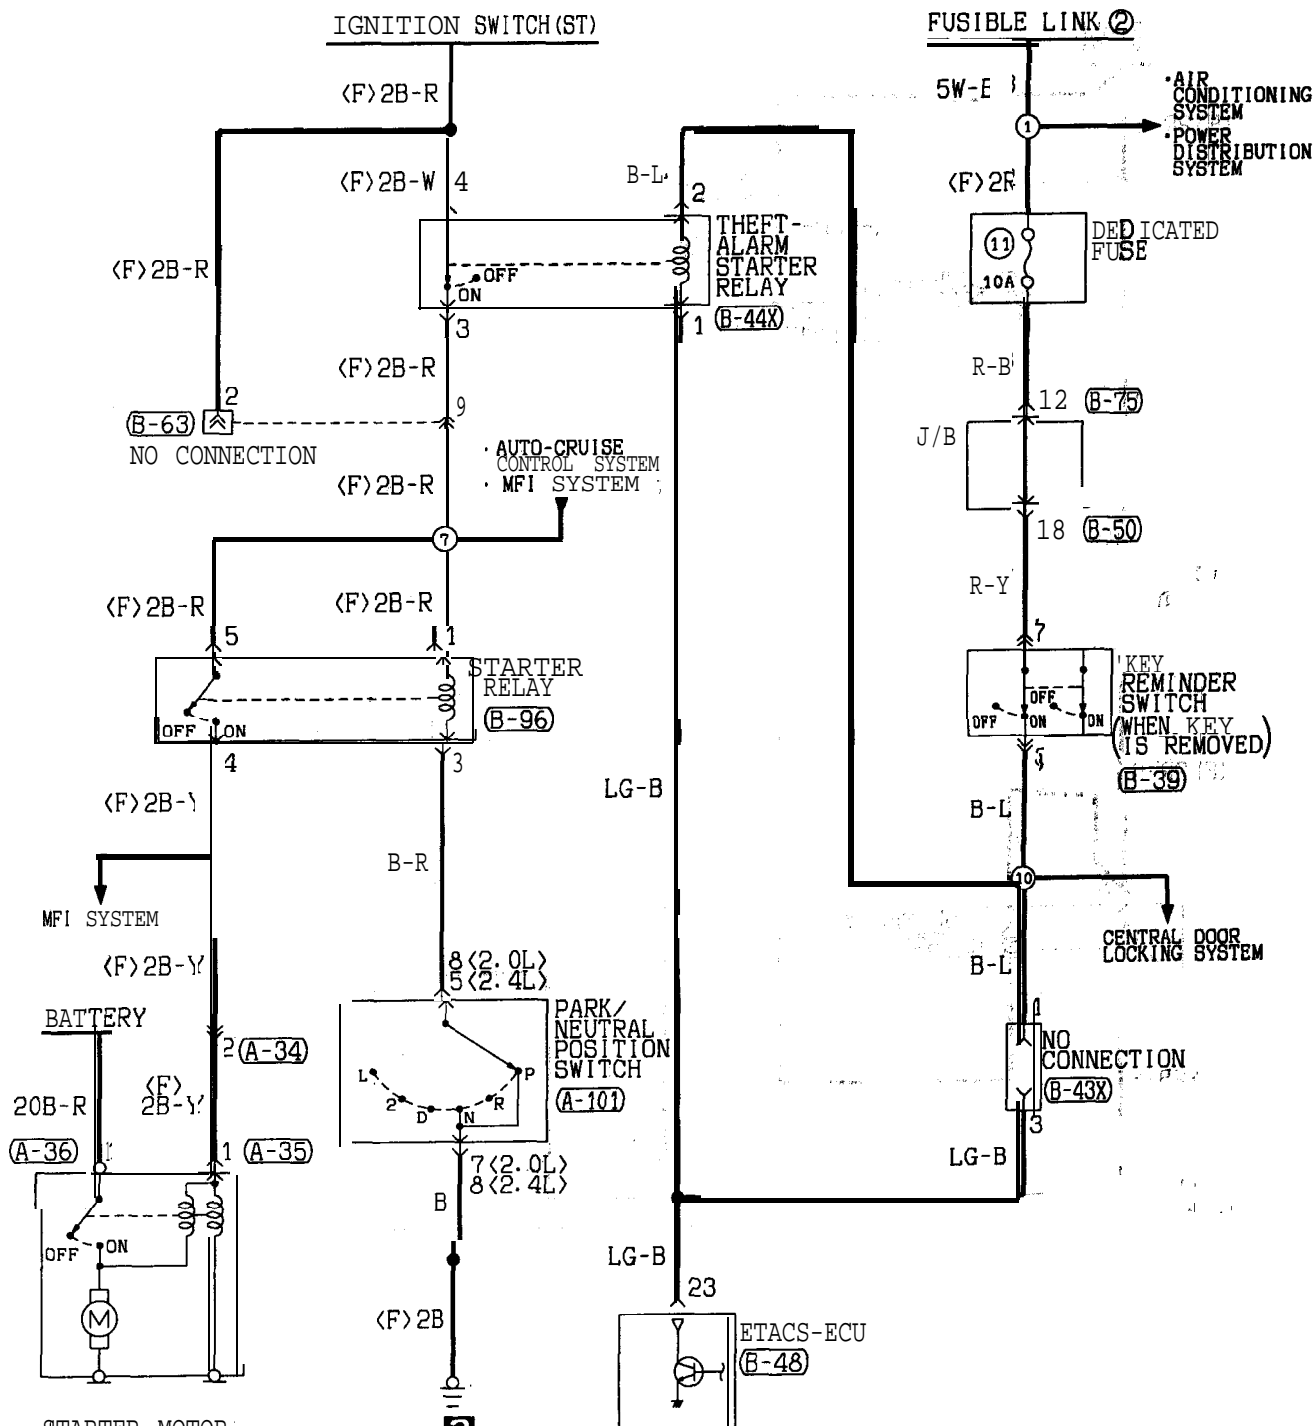 IGNITION SWITCH(ST)
FUSIBLE LINK ②
<F>2B-R
5W-
·AIR
CONDITIONING
SYSTEM
·POWER
DISTRIBUTION
SYSTEM
1
<F>2B-W
4
B-L
2
<F>2R
<F>2B-R
OFF
ON
THEFT-
ALARM
STARTER
RELAY
B-44X
3
1
11
10A
DEDICATED
FUSE
<F>2B-R
R-B
2
9
B-63
NO CONNECTION
12
B-75
J/B
· AUTO-CRUISE
CONTROL SYSTEM
· MFI SYSTEM
<F>2B-R
7
18
B-50
R-Y
<F>2B-R
<F>2B-R
5
1
7
STARTER
RELAY
B-96
OFF
ON
4
3
OFF
OFF
ON
ON
KEY
REMINDER
SWITCH
(WHEN KEY
IS REMOVED)
B-39
<F>2B-Y
LG-B
B-L
B-R
10
MFI SYSTEM
CENTRAL DOOR
LOCKING SYSTEM
<F>2B-Y
8<2.0L>
5<2.4L>
B-L
BATTERY
2
A-34
PARK/
NEUTRAL
POSITION
SWITCH
A-101
L
2
D
N
R
P
NO
CONNECTION
B-43X
20B-R
<F>
2B-Y
A-36
1
A-35
3
7<2.0L>
8<2.4L>
LG-B
B
OFF
ON
M
LG-B
23
<F>2B
ETACS-ECU
B-48
STARTER MOTOR